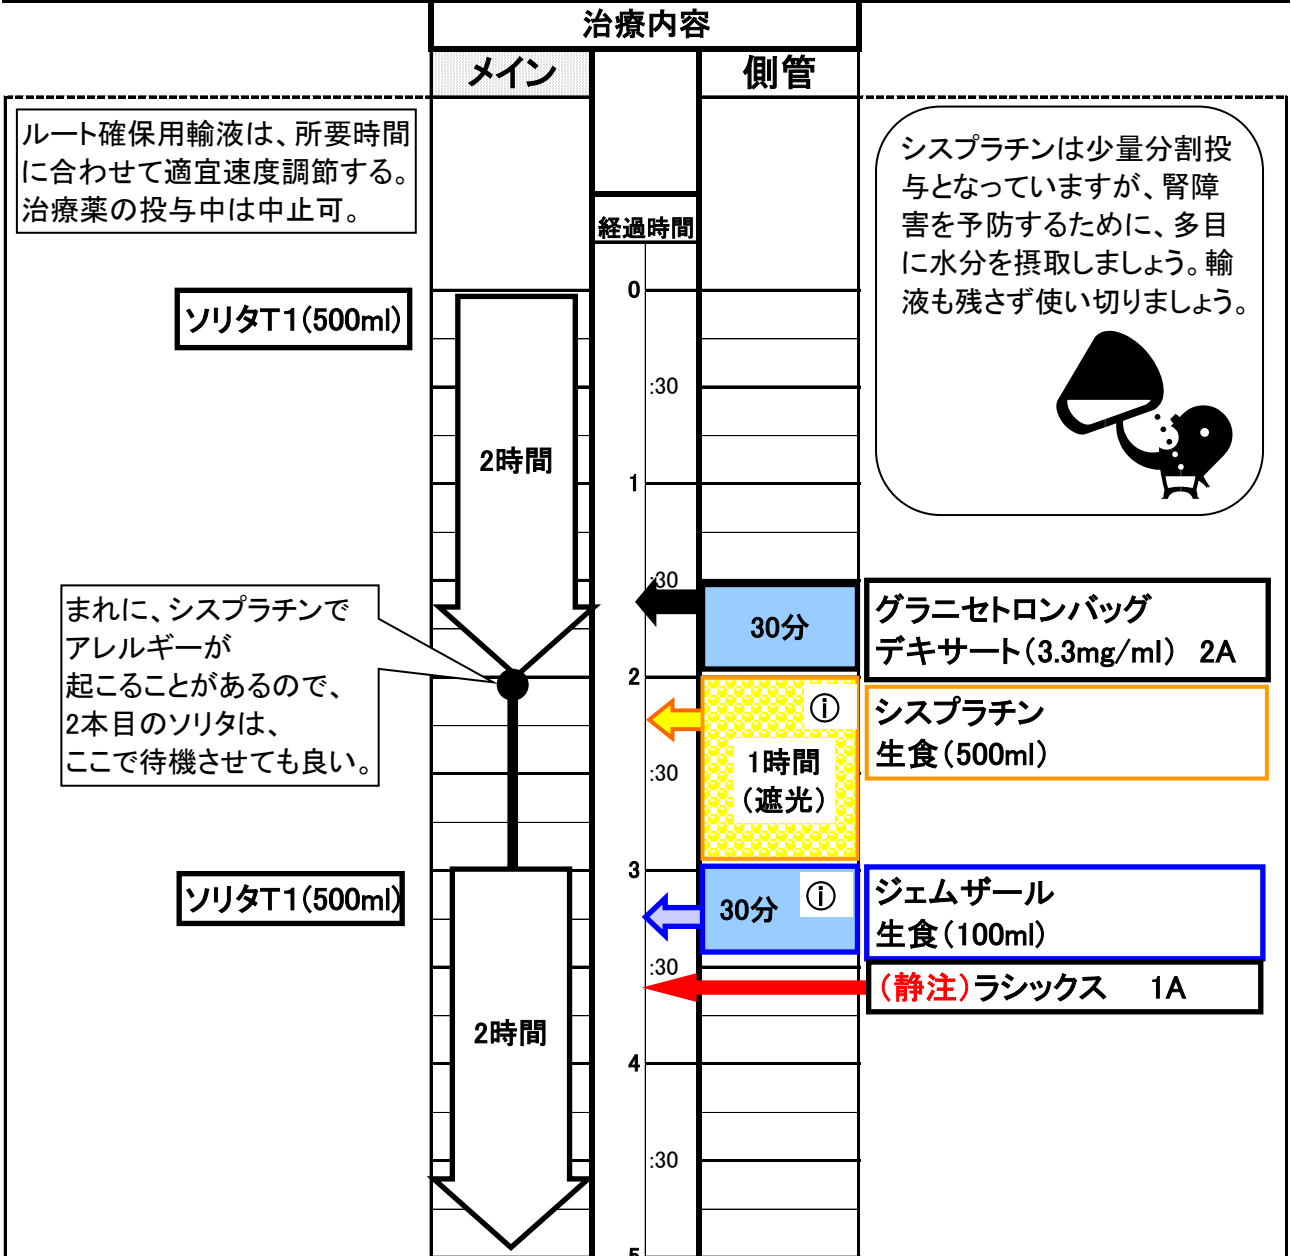 治療内容
メイン
側管
ルート確保用輸液は、所要時間
に合わせて適宜速度調節する。
治療薬の投与中は中止可。
シスプラチンは少量分割投
与となっていますが、腎障
害を予防するために、多目
に水分を摂取しましょう。輸
液も残さず使い切りましょう。
経過時間
0
ソリタT1(500ml)
:30
2時間
1
:30
30分
グラニセトロンバッグ
デキサート(3.3mg/ml) 2A
まれに、シスプラチンで
アレルギーが
起こることがあるので、
2本目のソリタは、
ここで待機させても良い。
2
ⓘ
シスプラチン
生食(500ml)
:30
1時間
(遮光)
3
ソリタT1(500ml)
30分
ⓘ
ジェムザール
生食(100ml)
:30
(静注)ラシックス 1A
2時間
4
:30
5